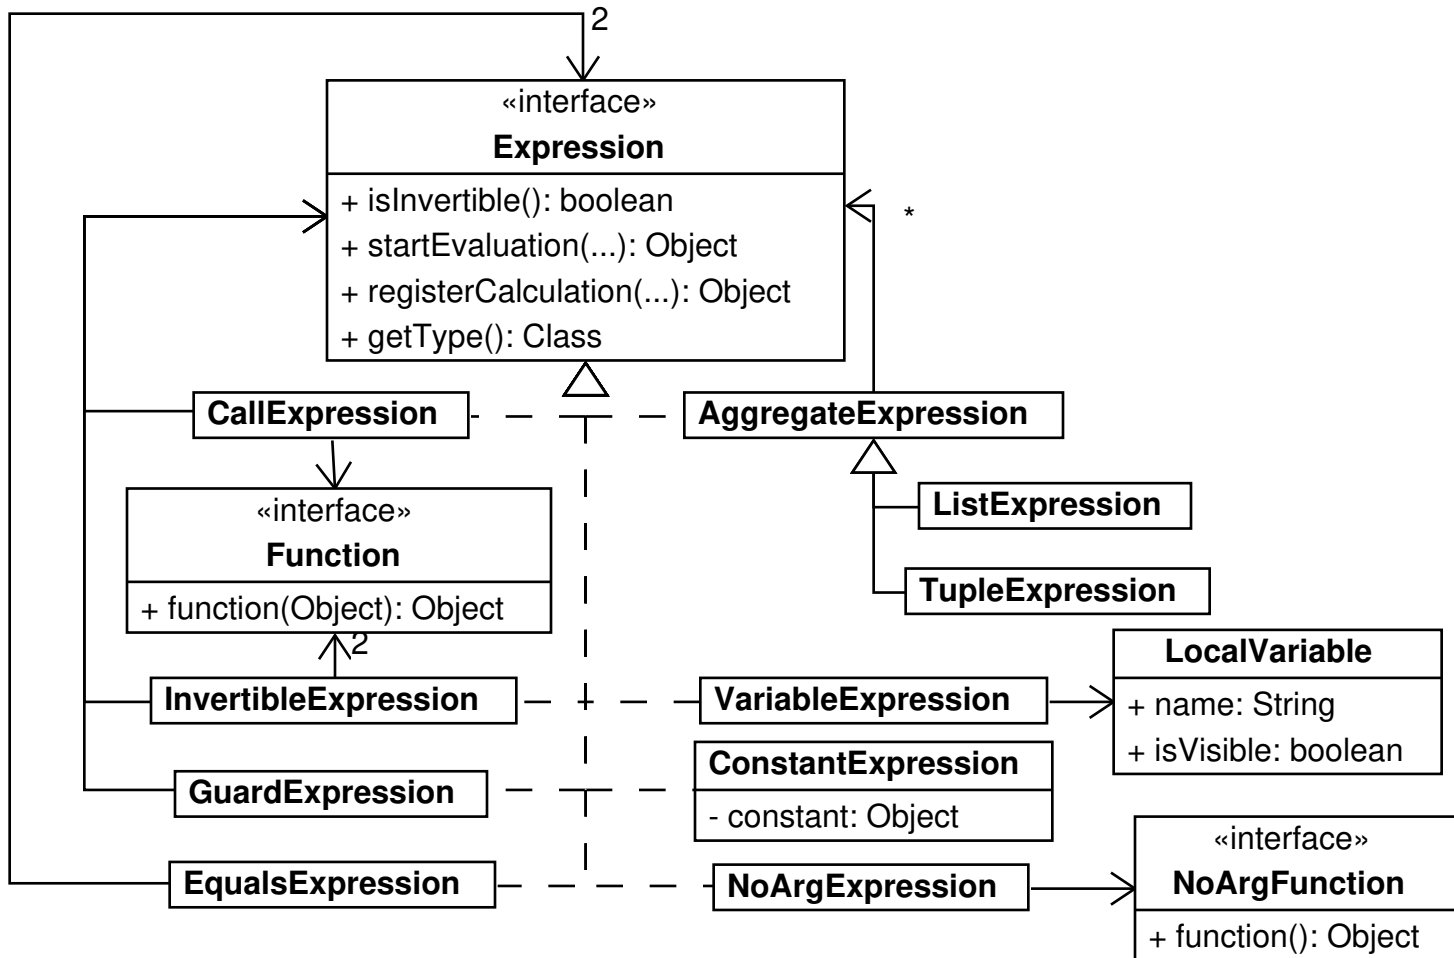 2
«interface»
Expression
+ isInvertible(): boolean
+ startEvaluation(...): Object
+ registerCalculation(...): Object
+ getType(): Class
*
CallExpression
AggregateExpression
«interface»
Function
+ function(Object): Object
2
ListExpression
TupleExpression
InvertibleExpression
VariableExpression
LocalVariable
+ name: String
+ isVisible: boolean
GuardExpression
ConstantExpression
- constant: Object
EqualsExpression
NoArgExpression
«interface»
NoArgFunction
+ function(): Object